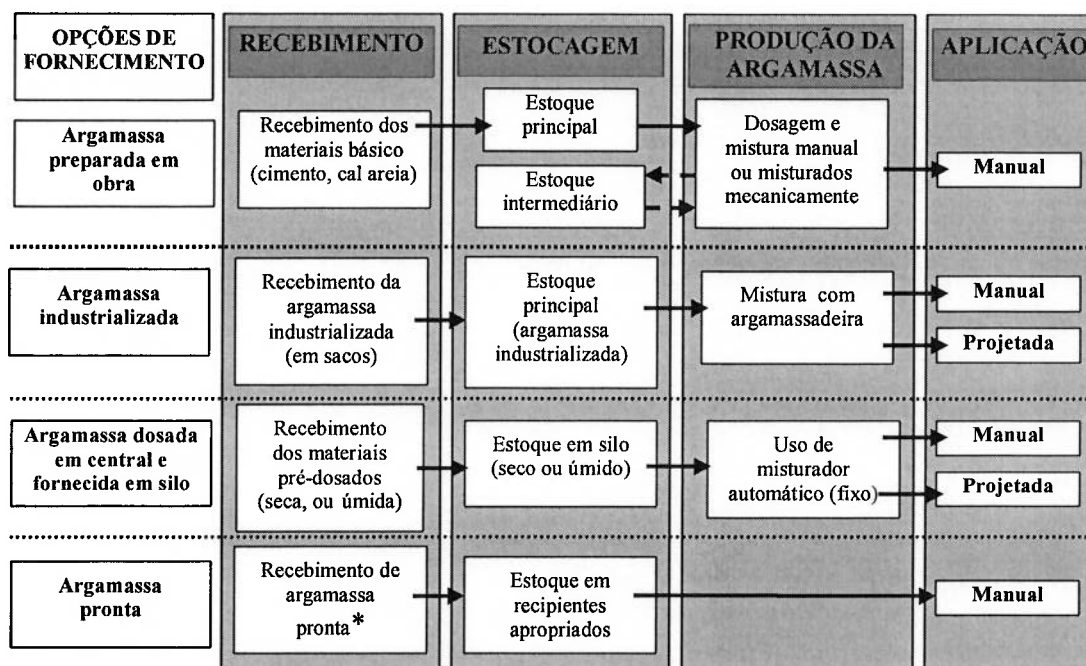 OPÇÕES DE
FORNECIMENTO
RECEBIMENTO
ESTOCAGEM
PRODUÇÃO DA
ARGAMASSA
APLICAÇÃO
Argamassa
preparada em
obra
Recebimento dos
materiais básico
(cimento, cal areia)
Estoque
principal
Estoque
intermediário
Dosagem e
mistura manual
ou misturados
mecanicamente
Manual
Argamassa
industrializada
Recebimento da
argamassa
industrializada
(em sacos)
Estoque
principal
(argamassa
industrializada)
Mistura com
argamassadeira
Manual
Projetada
Argamassa dosada
em central e
fornecida em silo
Recebimento
dos materiais
pré-dosados
(seca, ou úmida)
Estoque em silo
(seco ou úmido)
Uso de
misturador
automático (fixo)
Manual
Projetada
Argamassa
pronta
Recebimento de
argamassa
pronta*
Estoque em
recipientes
apropriados
Manual